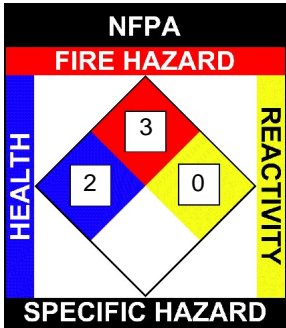 NFPA
FIRE HAZARD
HEALTH
3
2
0
REACTIVITY
SPECIFIC HAZARD